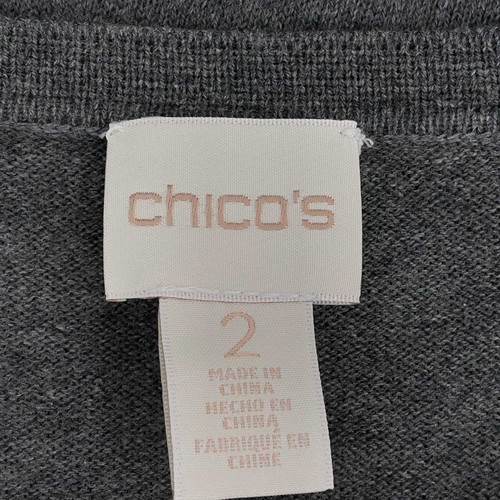 chico's
2
MADE IN
CHINA
HECHO EN
CHINA
FABRIQUÉ EN
CHINE